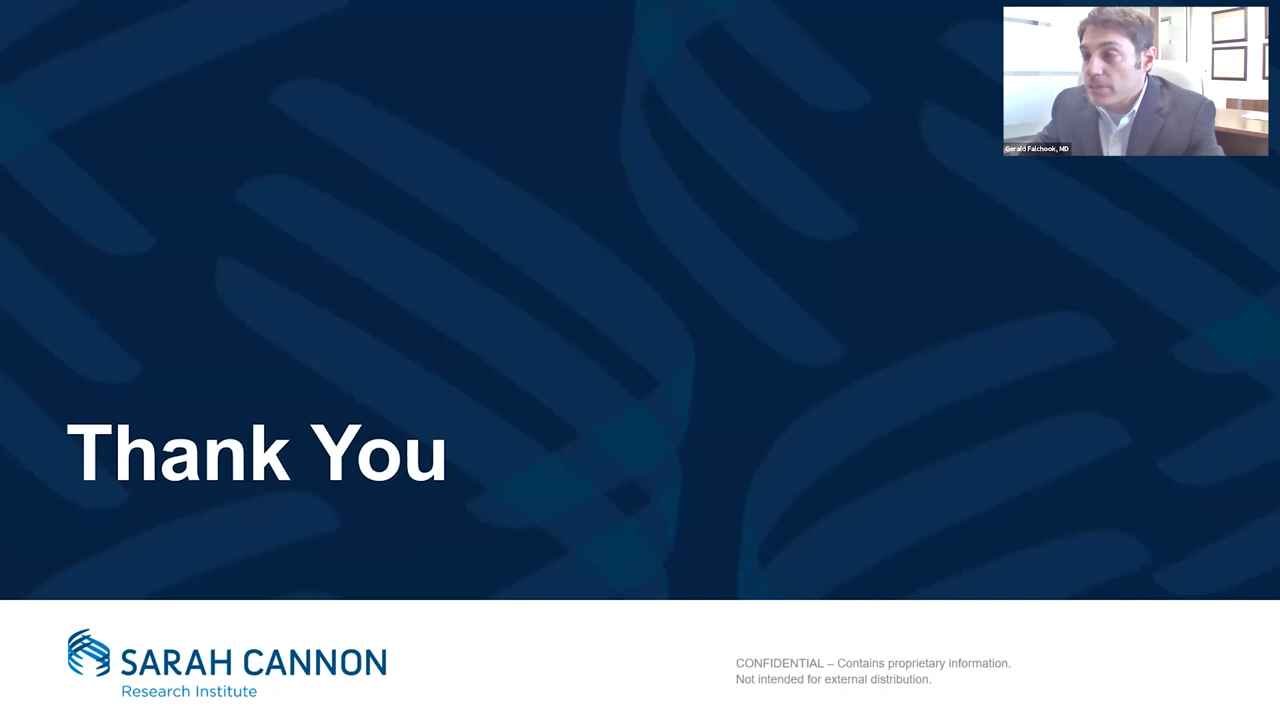 Gerald Falchook, MD
Thank You
SARAH CANNON
Research Institute
CONFIDENTIAL – Contains proprietary information.
Not intended for external distribution.